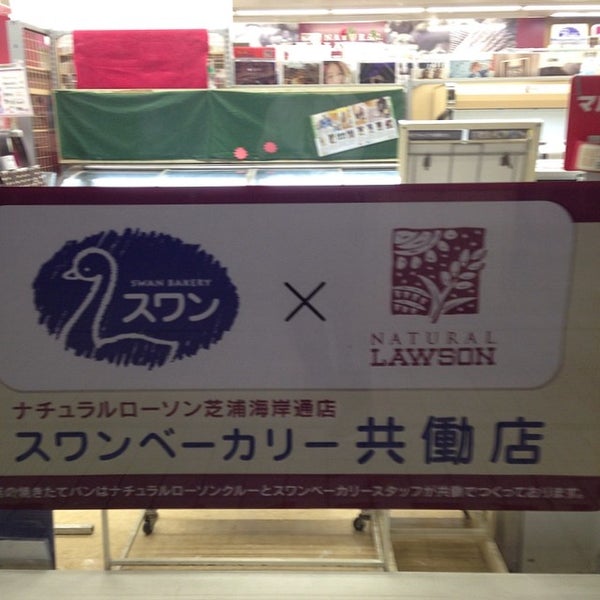 SWAN BAKERY
スワン
×
NATURAL
LAWSON
ナチュラルローソン芝浦海岸通店
スワンベーカリー 共働店
の焼きたてパンはナチュラルローソンクルーとスワンベーカリースタッフが共働でつくっております。